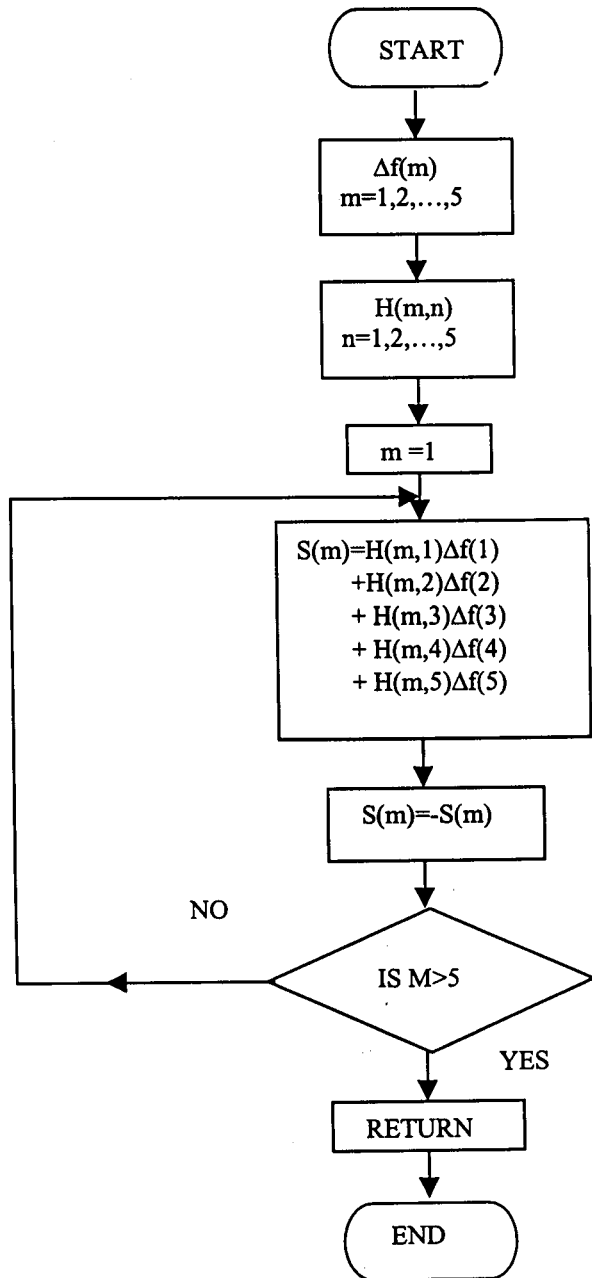 START
Δf(m)
m=1,2,…,5
H(m,n)
n=1,2,…,5
m =1
S(m)=H(m,1)Δf(1)
+H(m,2)Δf(2)
+ H(m,3)Δf(3)
+ H(m,4)Δf(4)
+ H(m,5)Δf(5)
S(m)=-S(m)
NO
IS M>5
YES
RETURN
END